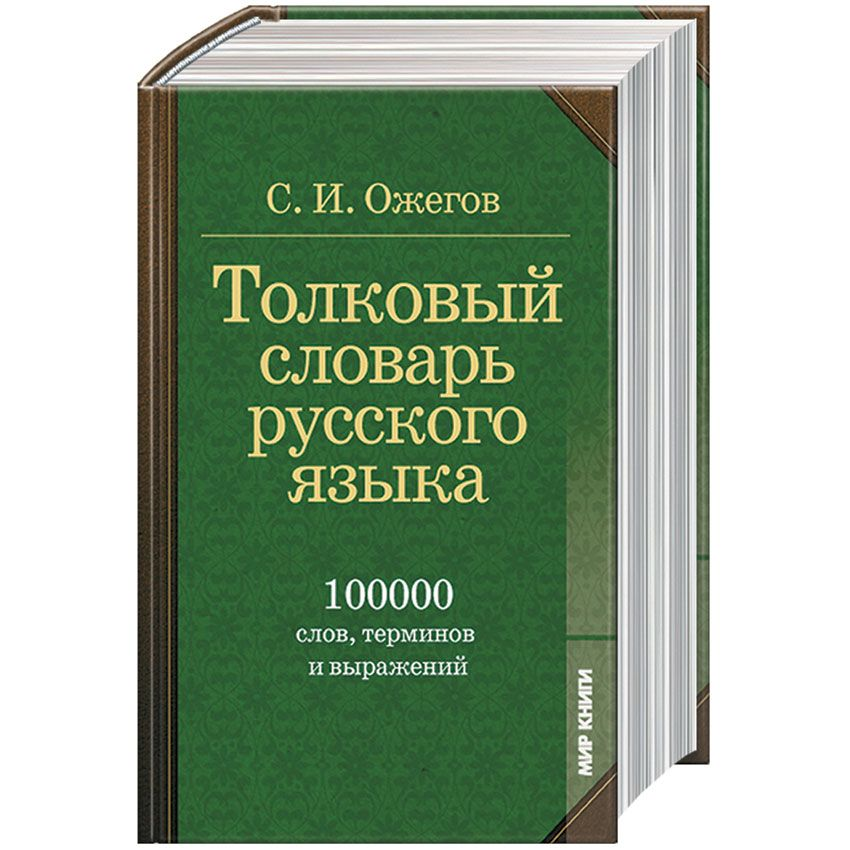 С. И. Ожегов
Толковый
словарь
русского
языка
100000
слов, терминов
и выражений
МИР КНИГИ